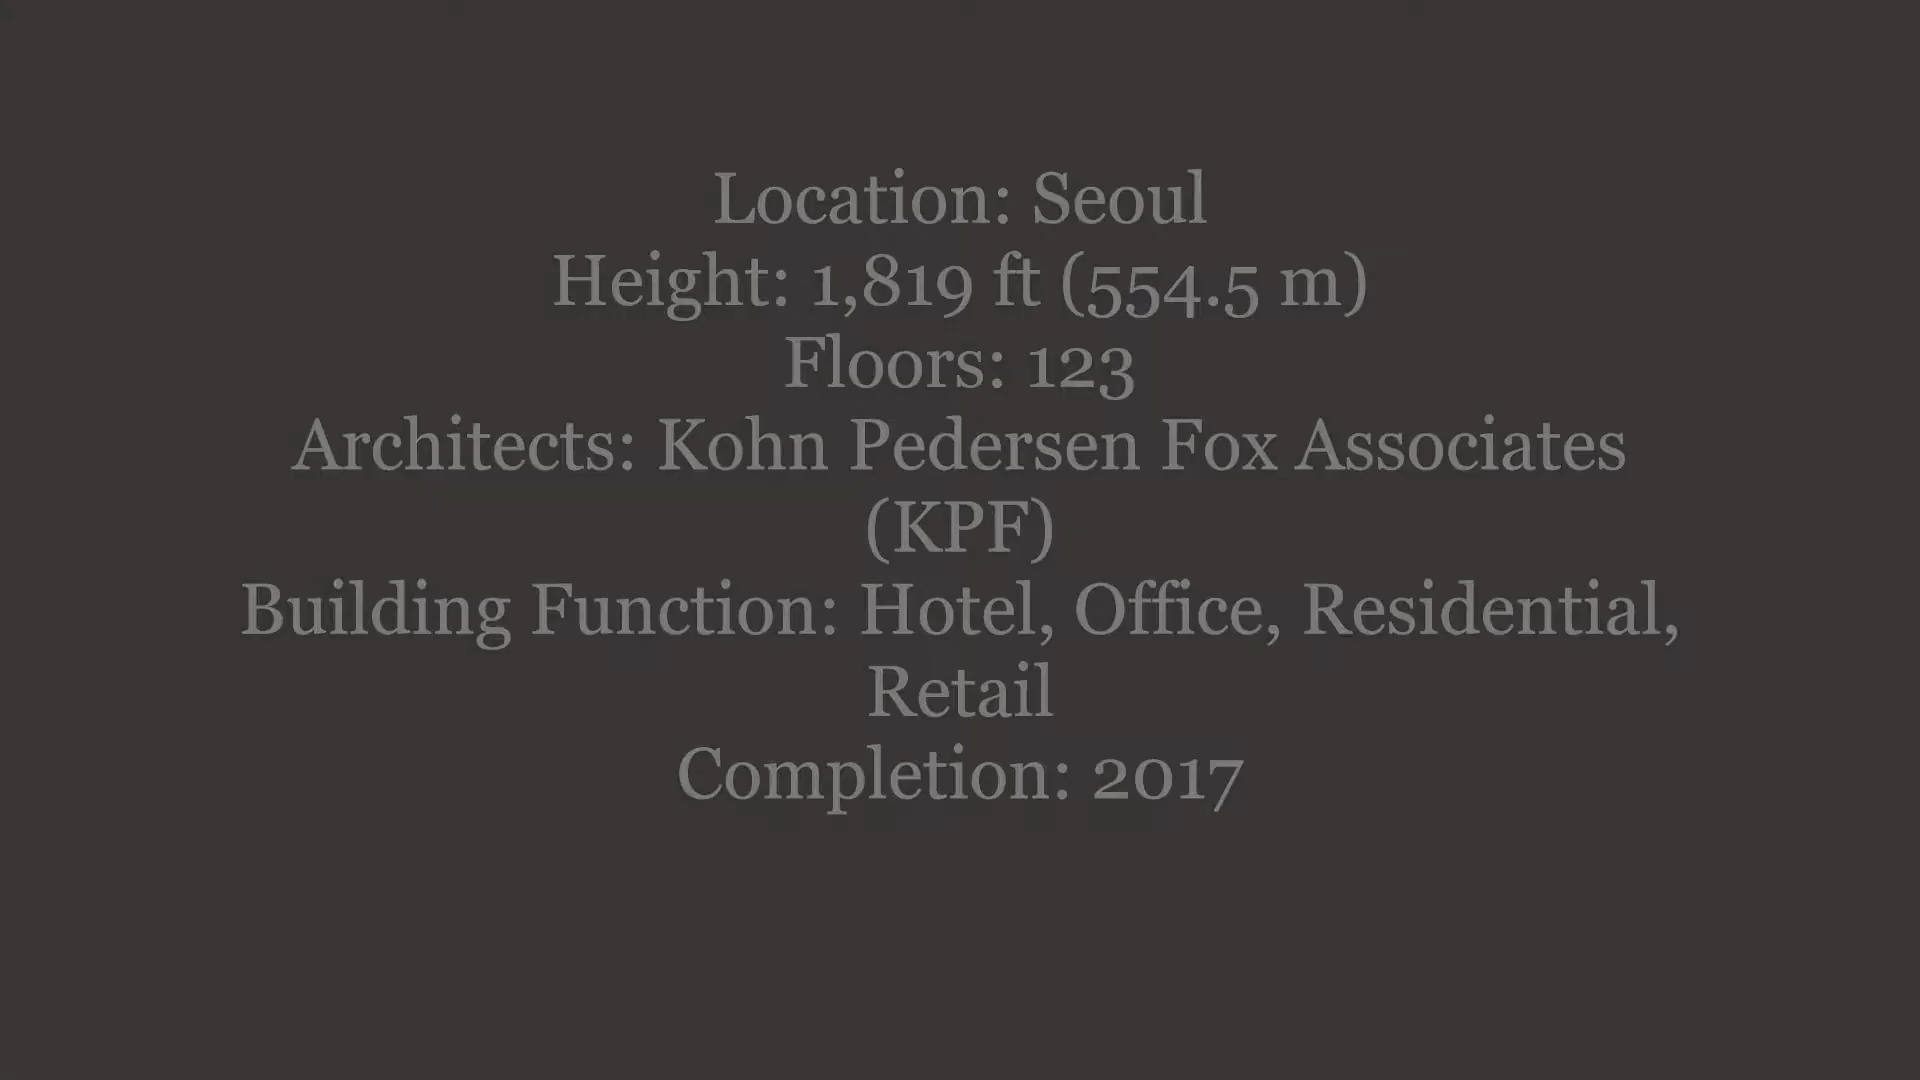 Location: Seoul
Height: 1,819 ft (554.5 m)
Floors: 123
Architects: Kohn Pedersen Fox Associates
(KPF)
Building Function: Hotel, Office, Residential,
Retail
Completion: 2017